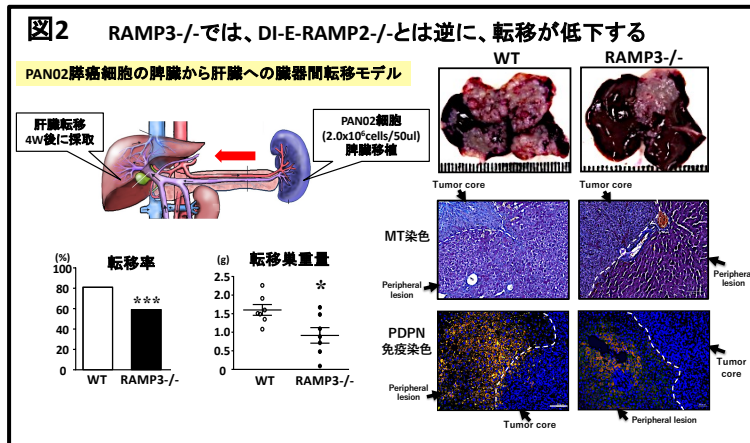 図2 RAMP3-/-では、DI-E-RAMP2-/-とは逆に、転移が低下する
PAN02膵癌細胞の脾臓から肝臓への臓器間転移モデル
肝臓転移
4W後に採取
PAN02細胞
(2.0x10⁶cells/50ul)
脾臓移植
(%)
転移率
100
80
60
40
20
0
***
WT RAMP3-/-
(g)
転移巣重量
2.5
2.0
1.5
1.0
0.5
0.0
*
WT RAMP3-/-
WT RAMP3-/-
Tumor core Tumor core
MT染色
Peripheral lesion
Peripheral
lesion
PDPN
免疫染色
Peripheral
lesion
Tumor core
Tumor
core
Peripheral lesion